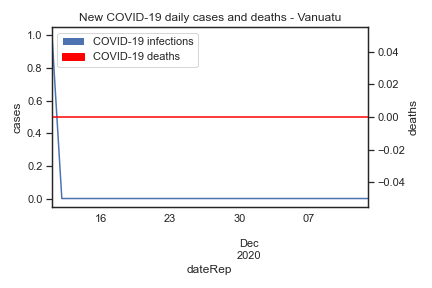 New COVID-19 daily cases and deaths - Vanuatu
COVID-19 infections
COVID-19 deaths
1.0
0.8
0.6
0.4
0.2
0.0
cases
0.04
0.02
0.00
−0.02
−0.04
deaths
16 23 30 07
Dec
2020
dateRep